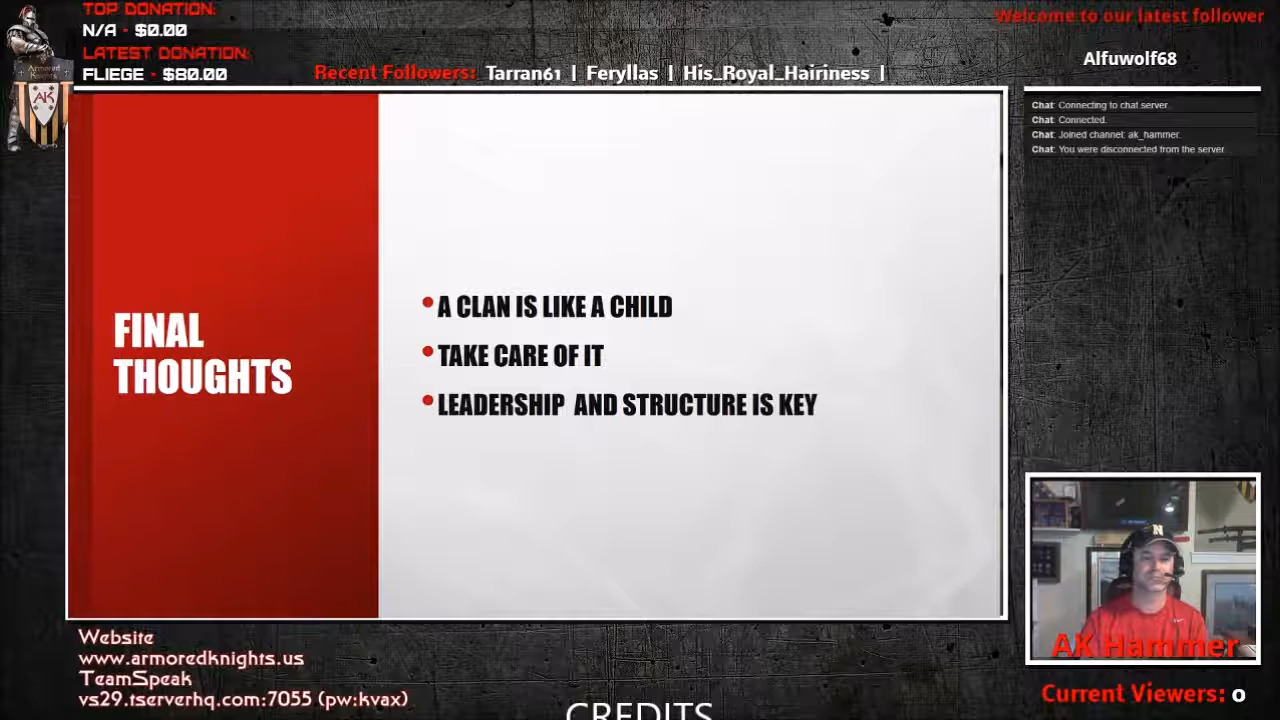 TOP DONATION:
N/A - $0.00
LATEST DONATION:
FLIEGE - $80.00
Recent Followers: Tarran61 | Feryllas | His_Royal_Hairiness |
Welcome to our latest follower
Alfuwolf68
Armored
Knights
AK
Chat: Connecting to chat server.
Chat: Connected.
Chat: Joined channel: ak_hammer.
Chat: You were disconnected from the server.
FINAL
THOUGHTS
•A CLAN IS LIKE A CHILD
•TAKE CARE OF IT
•LEADERSHIP AND STRUCTURE IS KEY
N
AK Hammer
Website
www.armoredknights.us
TeamSpeak
vs29.tserverhq.com:7055 (pw:kvax)
Current Viewers: 0
CREDITS